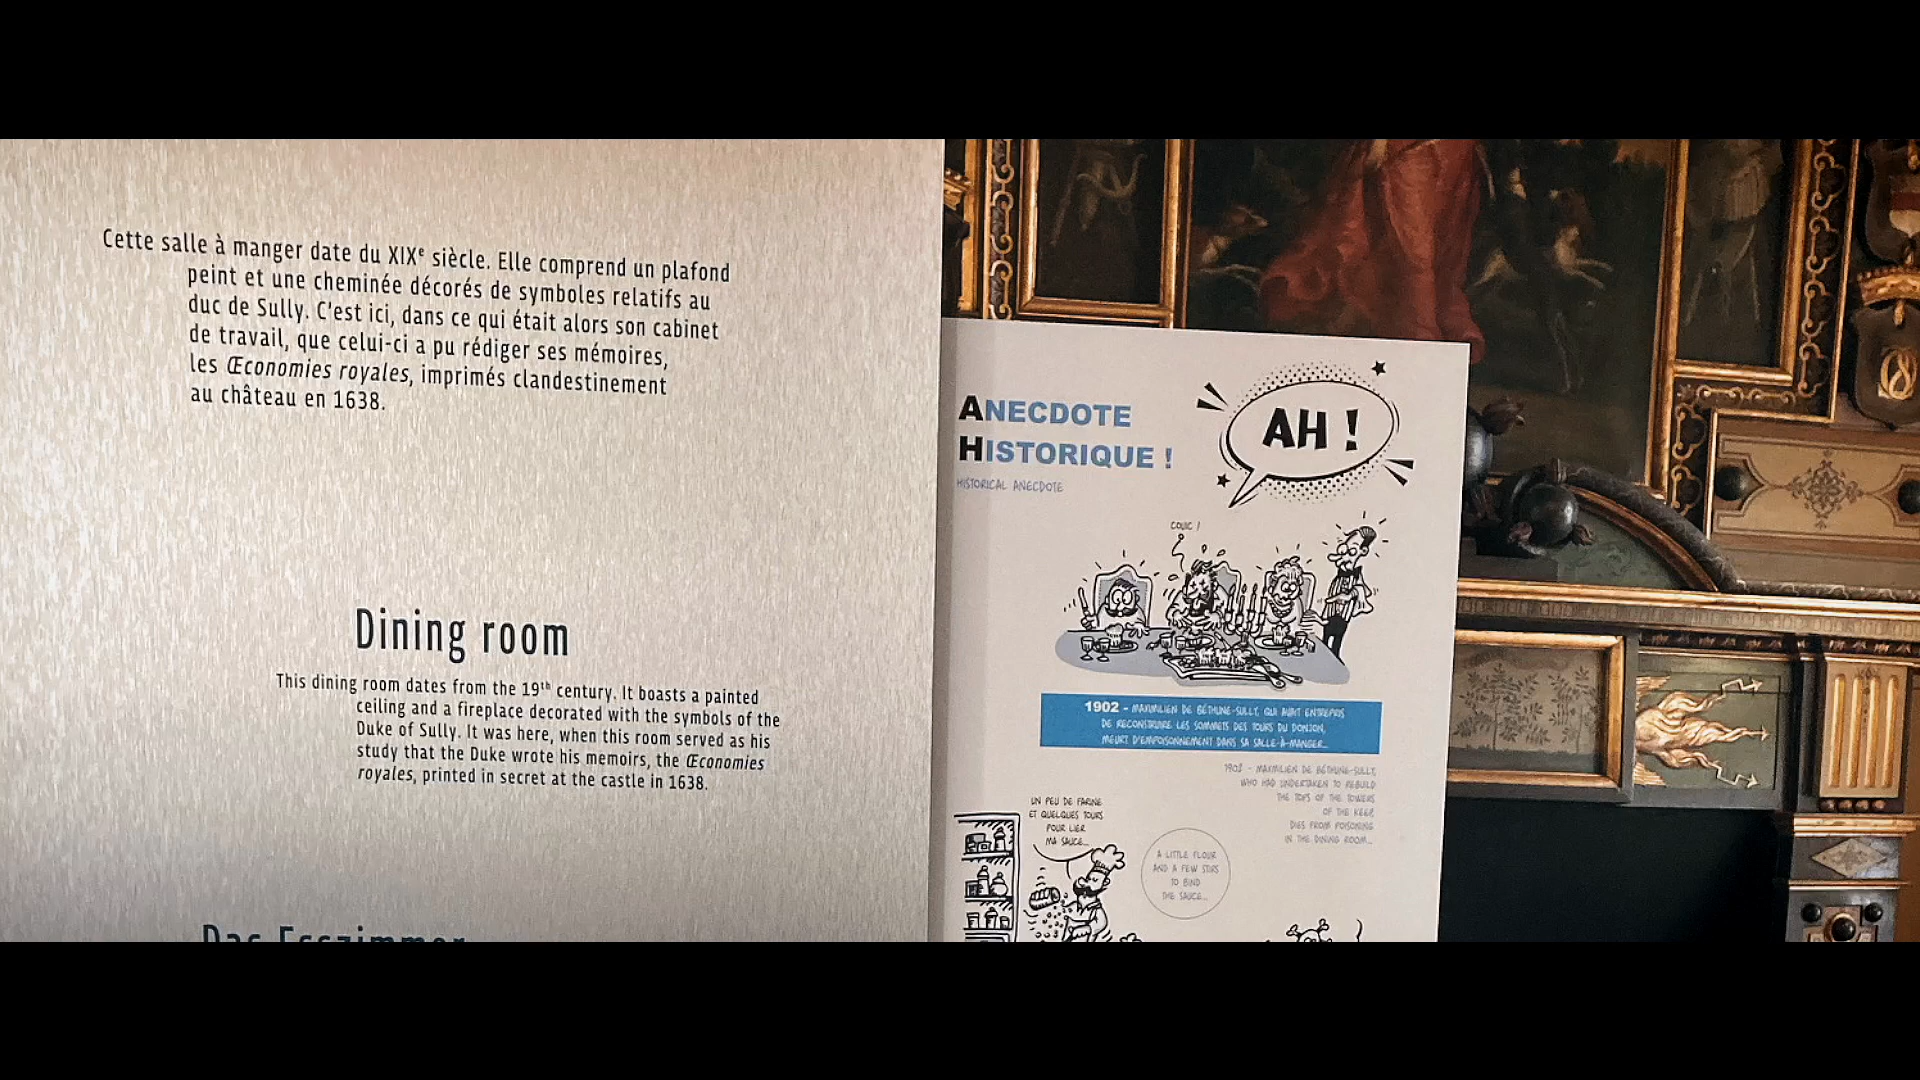 Cette salle à manger date du XIXe siècle. Elle comprend un plafond
peint et une cheminée décorés de symboles relatifs au
duc de Sully. C'est ici, dans ce qui était alors son cabinet
de travail, que celui-ci a pu rédiger ses mémoires,
les Œconomies royales, imprimés clandestinement
au château en 1638.
Dining room
This dining room dates from the 19th century. It boasts a painted
ceiling and a fireplace decorated with the symbols of the
Duke of Sully. It was here, when this room served as his
study that the Duke wrote his memoirs, the Œconomies
royales, printed in secret at the castle in 1638.
Das Esszimmer
ANECDOTE
HISTORIQUE !
HISTORICAL ANECDOTE
AH !
COUIC !
1902 - MAXIMILIEN DE BÉTHUNE-SULLY, QUI AVAIT ENTREPRIS
DE RECONSTRUIRE LES SOMMETS DES TOURS DU DONJON,
MEURT D'EMPOISONNEMENT DANS SA SALLE-À-MANGER...
1902 - MAXIMILIEN DE BÉTHUNE-SULLY,
WHO HAD UNDERTAKEN TO REBUILD
THE TOPS OF THE TOWERS
OF THE KEEP,
DIES FROM POISONING
IN THE DINING ROOM...
UN PEU DE FARINE
ET QUELQUES TOURS
POUR LIER
MA SAUCE...
A LITTLE FLOUR
AND A FEW STIRS
TO BIND
THE SAUCE...